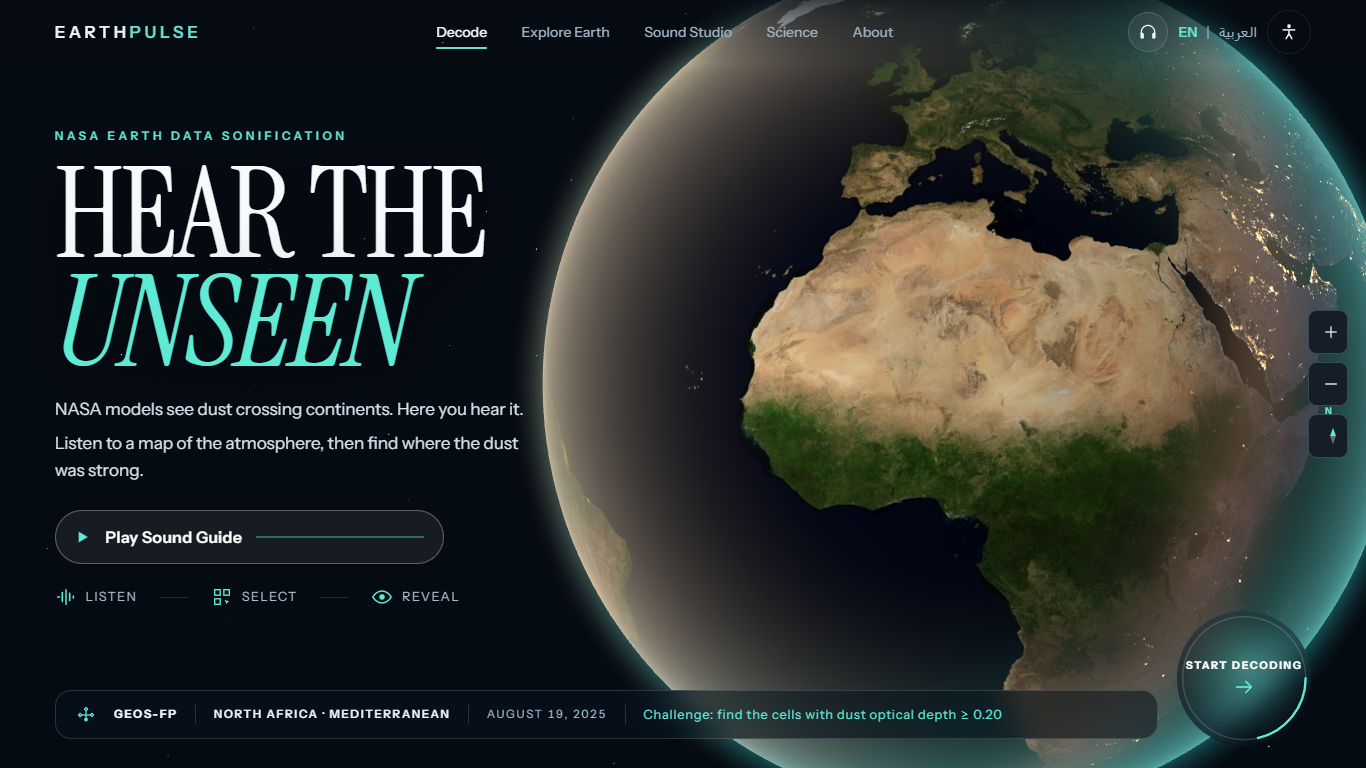 EARTHPULSE
Decode Explore Earth Sound Studio Science About
EN | العربية
NASA EARTH DATA SONIFICATION
HEAR THE
UNSEEN
NASA models see dust crossing continents. Here you hear it.
Listen to a map of the atmosphere, then find where the dust
was strong.
Play Sound Guide
LISTEN SELECT REVEAL
N
START DECODING
GEOS-FP NORTH AFRICA · MEDITERRANEAN AUGUST 19, 2025 Challenge: find the cells with dust optical depth ≥ 0.20